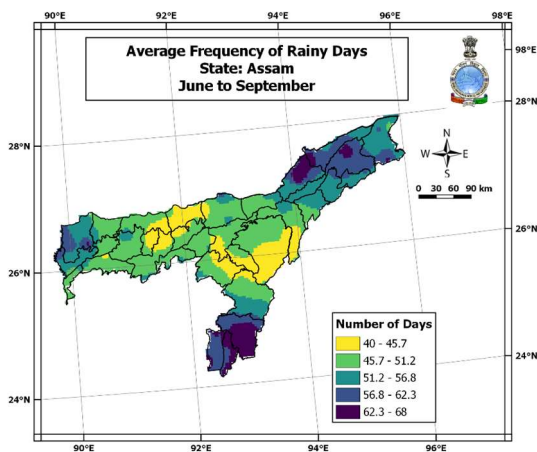 90°E 92°E 94°E 96°E 98°E
Average Frequency of Rainy Days
State: Assam
June to September
98°E
28°N
28°N
N
W E
S
0 30 60 90 km
26°N
26°N
Number of Days
40 - 45.7
45.7 - 51.2
51.2 - 56.8
56.8 - 62.3
62.3 - 68
24°N
24°N
90°E 92°E 94°E 96°E